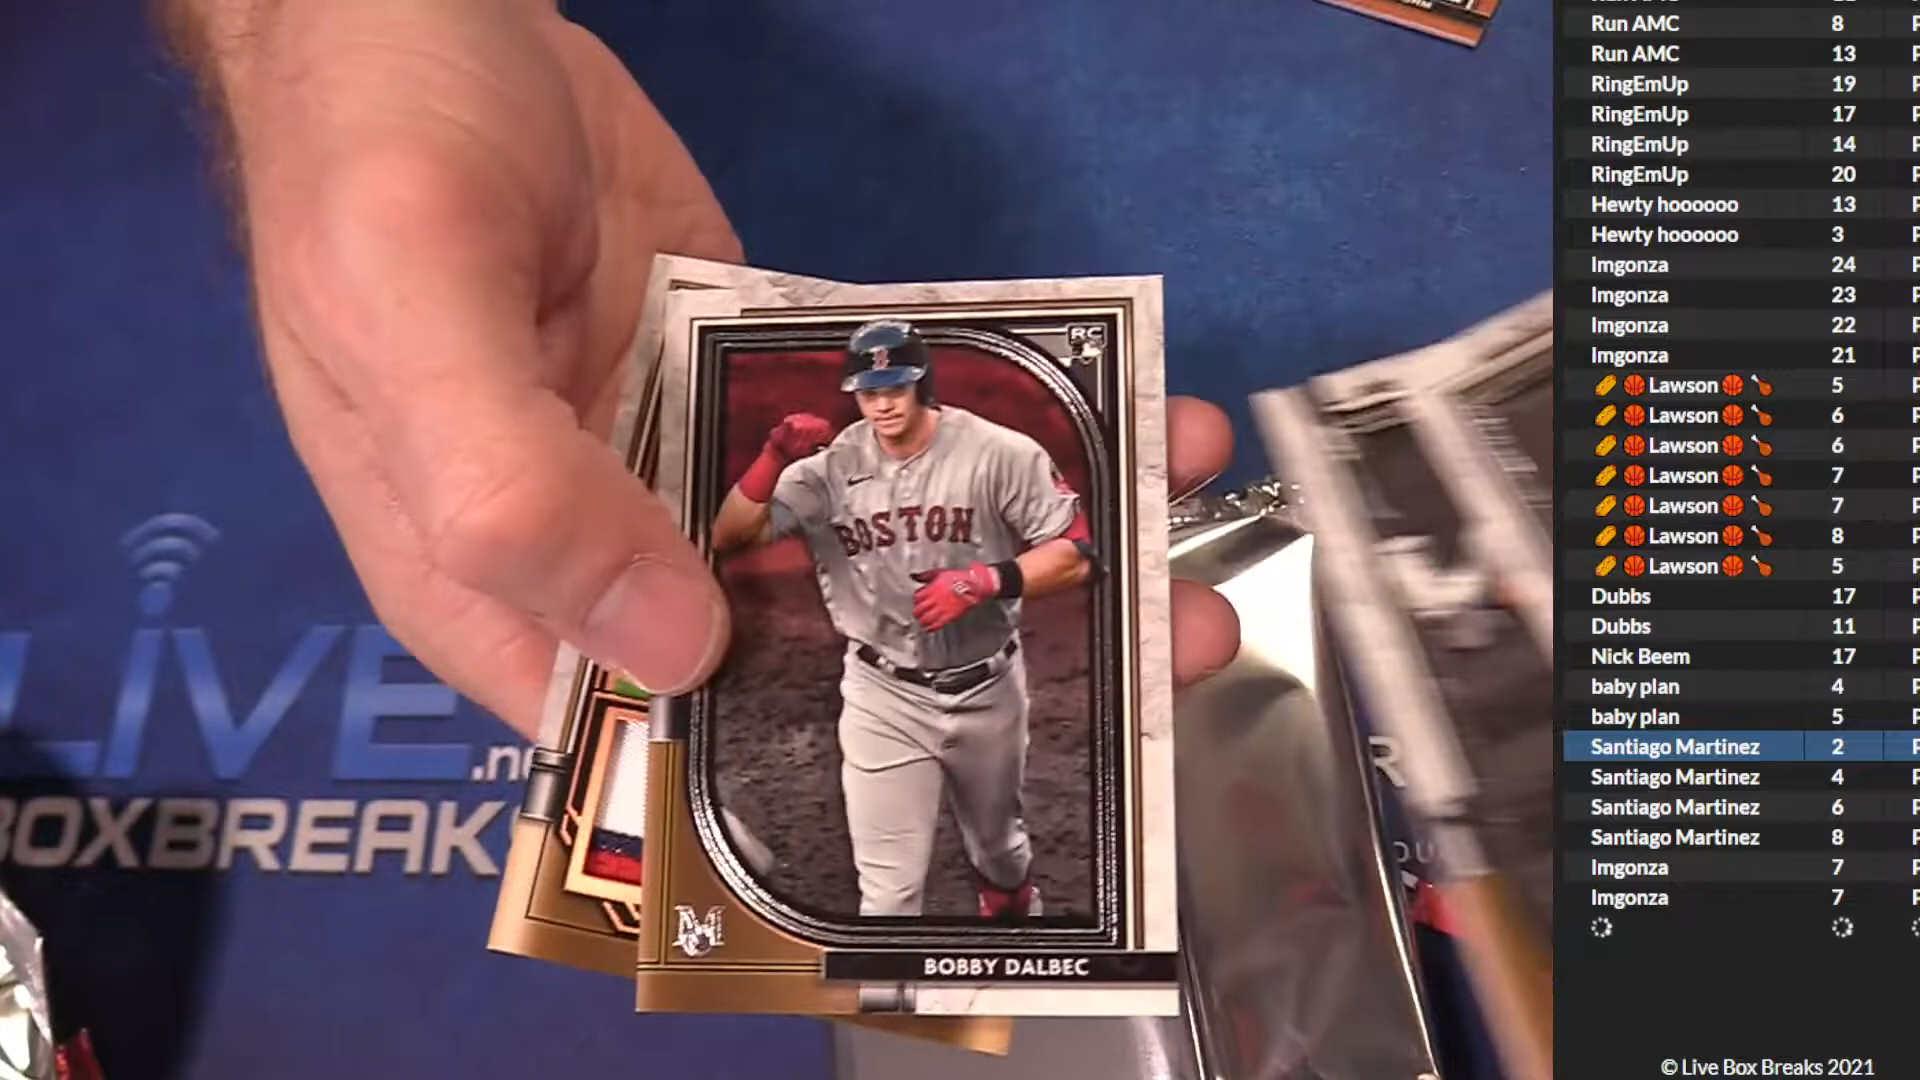 Run AMC 8 P
Run AMC 13 P
RingEmUp 19 P
RingEmUp 17 P
RingEmUp 14 P
RingEmUp 20 P
Hewty hoooooo 13 P
Hewty hoooooo 3 P
Imgonza 24 P
Imgonza 23 P
Imgonza 22 P
Imgonza 21 P
Lawson 5 P
Lawson 6 P
Lawson 6 P
Lawson 7 P
Lawson 7 P
Lawson 8 P
Lawson 5 P
Dubbs 17 P
Dubbs 11 P
Nick Beem 17 P
baby plan 4 P
baby plan 5 P
Santiago Martinez 2 P
Santiago Martinez 4 P
Santiago Martinez 6 P
Santiago Martinez 8 P
Imgonza 7 P
Imgonza 7 P
© Live Box Breaks 2021
RC
B
BOSTON
M
BOBBY DALBEC
LIVE
BOXBREAK